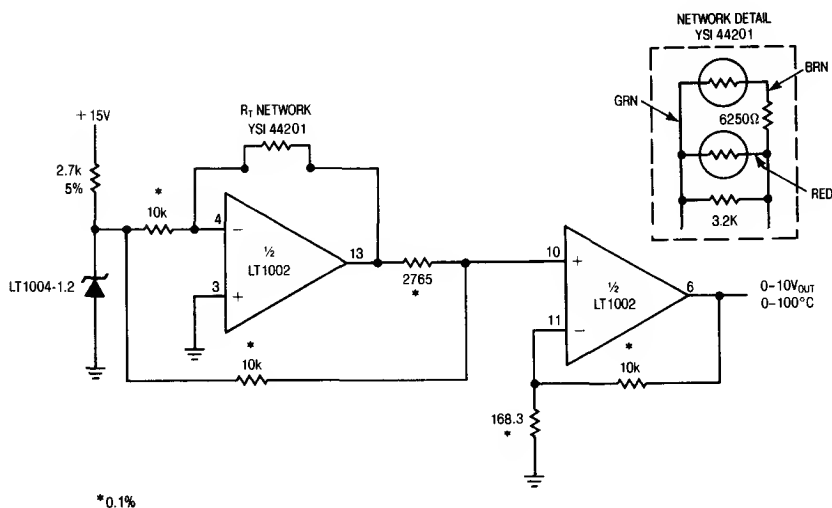 NETWORK DETAIL
YSI 44201
BRN
GRN
6250Ω
RED
3.2K
+15V
RT NETWORK
YSI 44201
2.7k
5%
*
10k
4
−
½
LT1002
13
3
+
LT1004-1.2
2765
*
*
10k
10
+
½
LT1002
6
11
−
0–10VOUT
0–100°C
*
10k
168.3
*
*0.1%